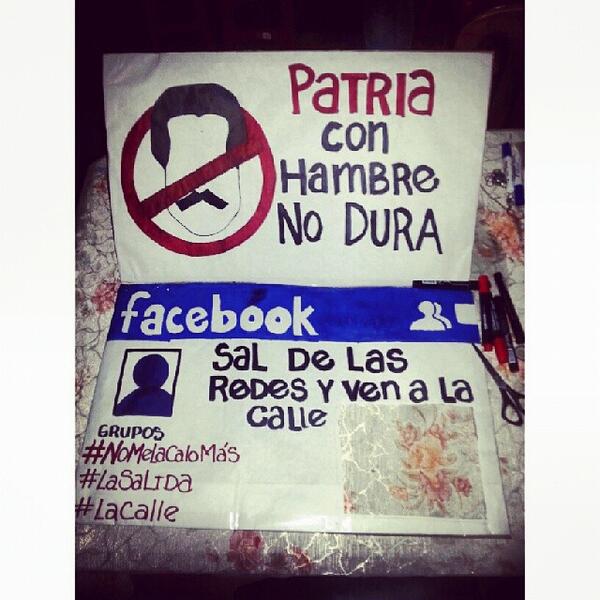 PaTRIa
con
HambRe
No DURA
facebook
Sal DE Las
ReDes Y ven a la
Calle
GRUPOS
#NoMeLaCaloMás
#LaSaLIDa
#LaCalle